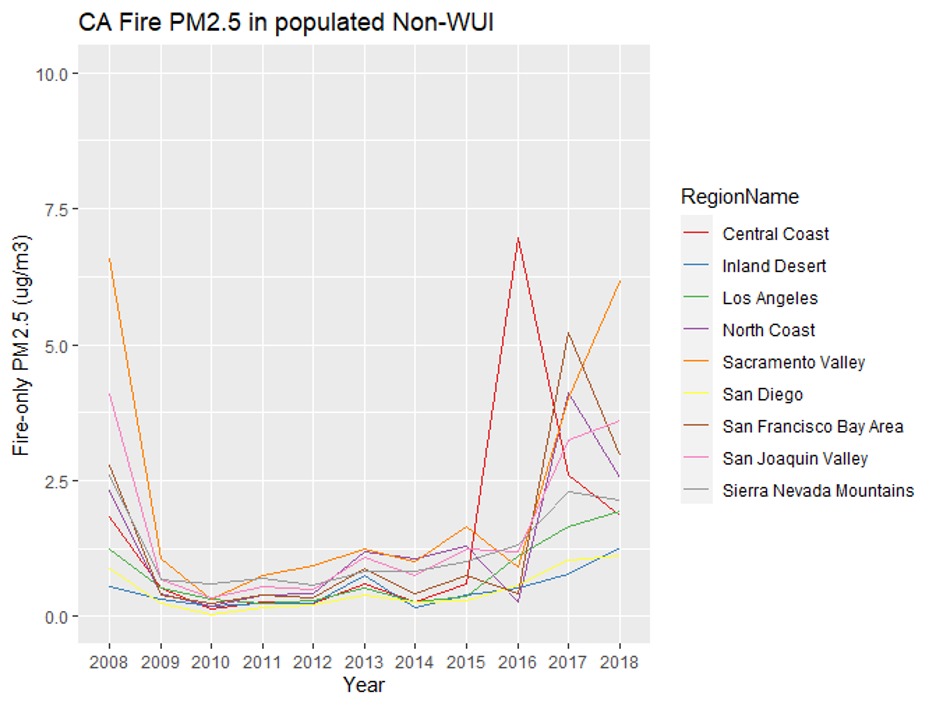 CA Fire PM2.5 in populated Non-WUI
10.0
7.5
5.0
2.5
0.0
Fire-only PM2.5 (ug/m3)
2008 2009 2010 2011 2012 2013 2014 2015 2016 2017 2018
Year
RegionName
Central Coast
Inland Desert
Los Angeles
North Coast
Sacramento Valley
San Diego
San Francisco Bay Area
San Joaquin Valley
Sierra Nevada Mountains